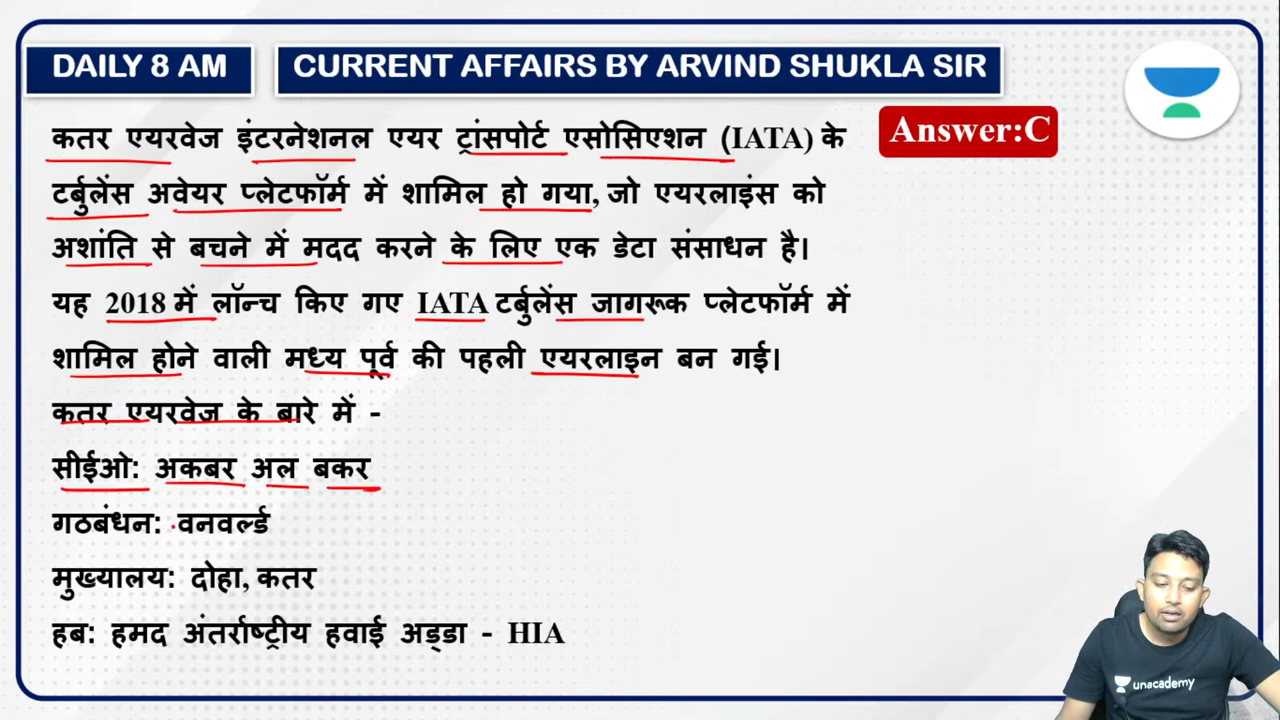 DAILY 8 AM
CURRENT AFFAIRS BY ARVIND SHUKLA SIR
Answer:C
कतर एयरवेज इंटरनेशनल एयर ट्रांसपोर्ट एसोसिएशन (IATA) के
टर्बुलेंस अवेयर प्लेटफॉर्म में शामिल हो गया, जो एयरलाइंस को
अशांति से बचने में मदद करने के लिए एक डेटा संसाधन है।
यह 2018 में लॉन्च किए गए IATA टर्बुलेंस जागरूक प्लेटफॉर्म में
शामिल होने वाली मध्य पूर्व की पहली एयरलाइन बन गई।
कतर एयरवेज के बारे में -
सीईओ: अकबर अल बकर
गठबंधन: वनवर्ल्ड
मुख्यालय: दोहा, कतर
हब: हमद अंतर्राष्ट्रीय हवाई अड्डा - HIA
unacademy